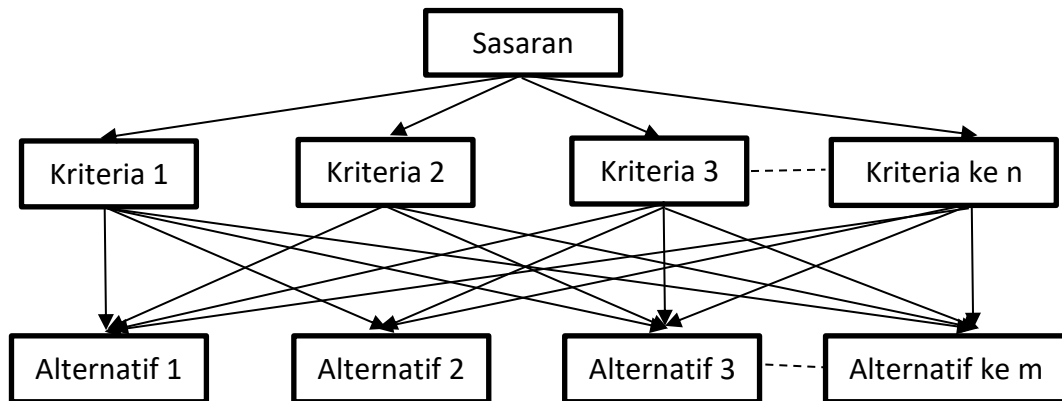 Sasaran
Kriteria 1
Kriteria 2
Kriteria 3
Kriteria ke n
Alternatif 1
Alternatif 2
Alternatif 3
Alternatif ke m